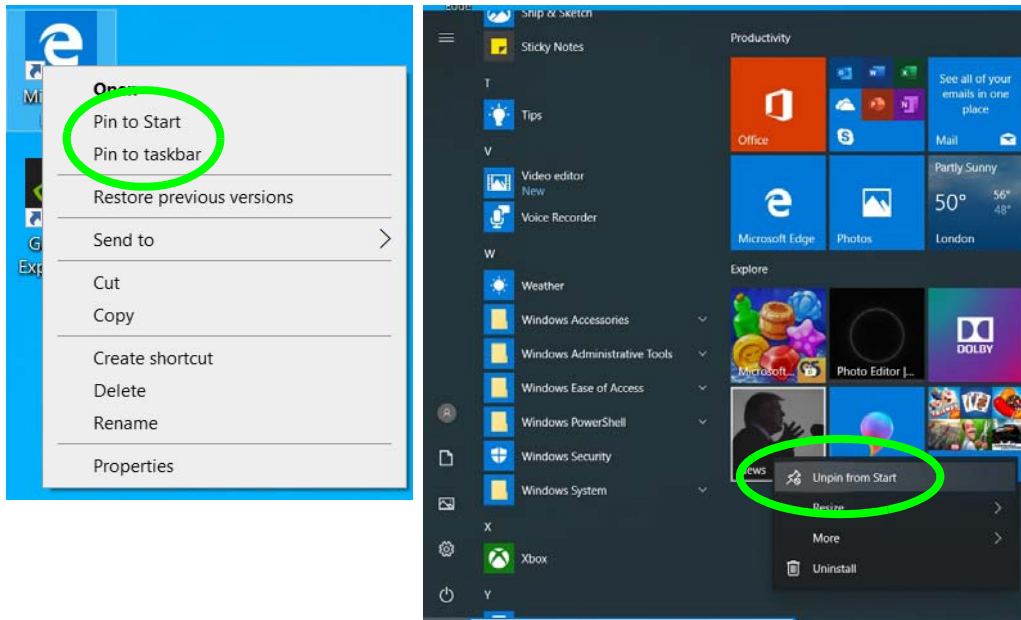 Mi
G
Exp
Open
Pin to Start
Pin to taskbar
Restore previous versions
Send to
Cut
Copy
Create shortcut
Delete
Rename
Properties
Edge
Snip & Sketch
Sticky Notes
T
Tips
V
Video editor
New
Voice Recorder
W
Weather
Windows Accessories
Windows Administrative Tools
Windows Ease of Access
Windows PowerShell
Windows Security
Windows System
X
Xbox
Y
Productivity
Office
See all of your
emails in one
place
Mail
Microsoft Edge
Photos
Partly Sunny
50° 56°
48°
London
Explore
Microsoft...
Photo Editor |...
DOLBY
News
Unpin from Start
Resize
More
Uninstall